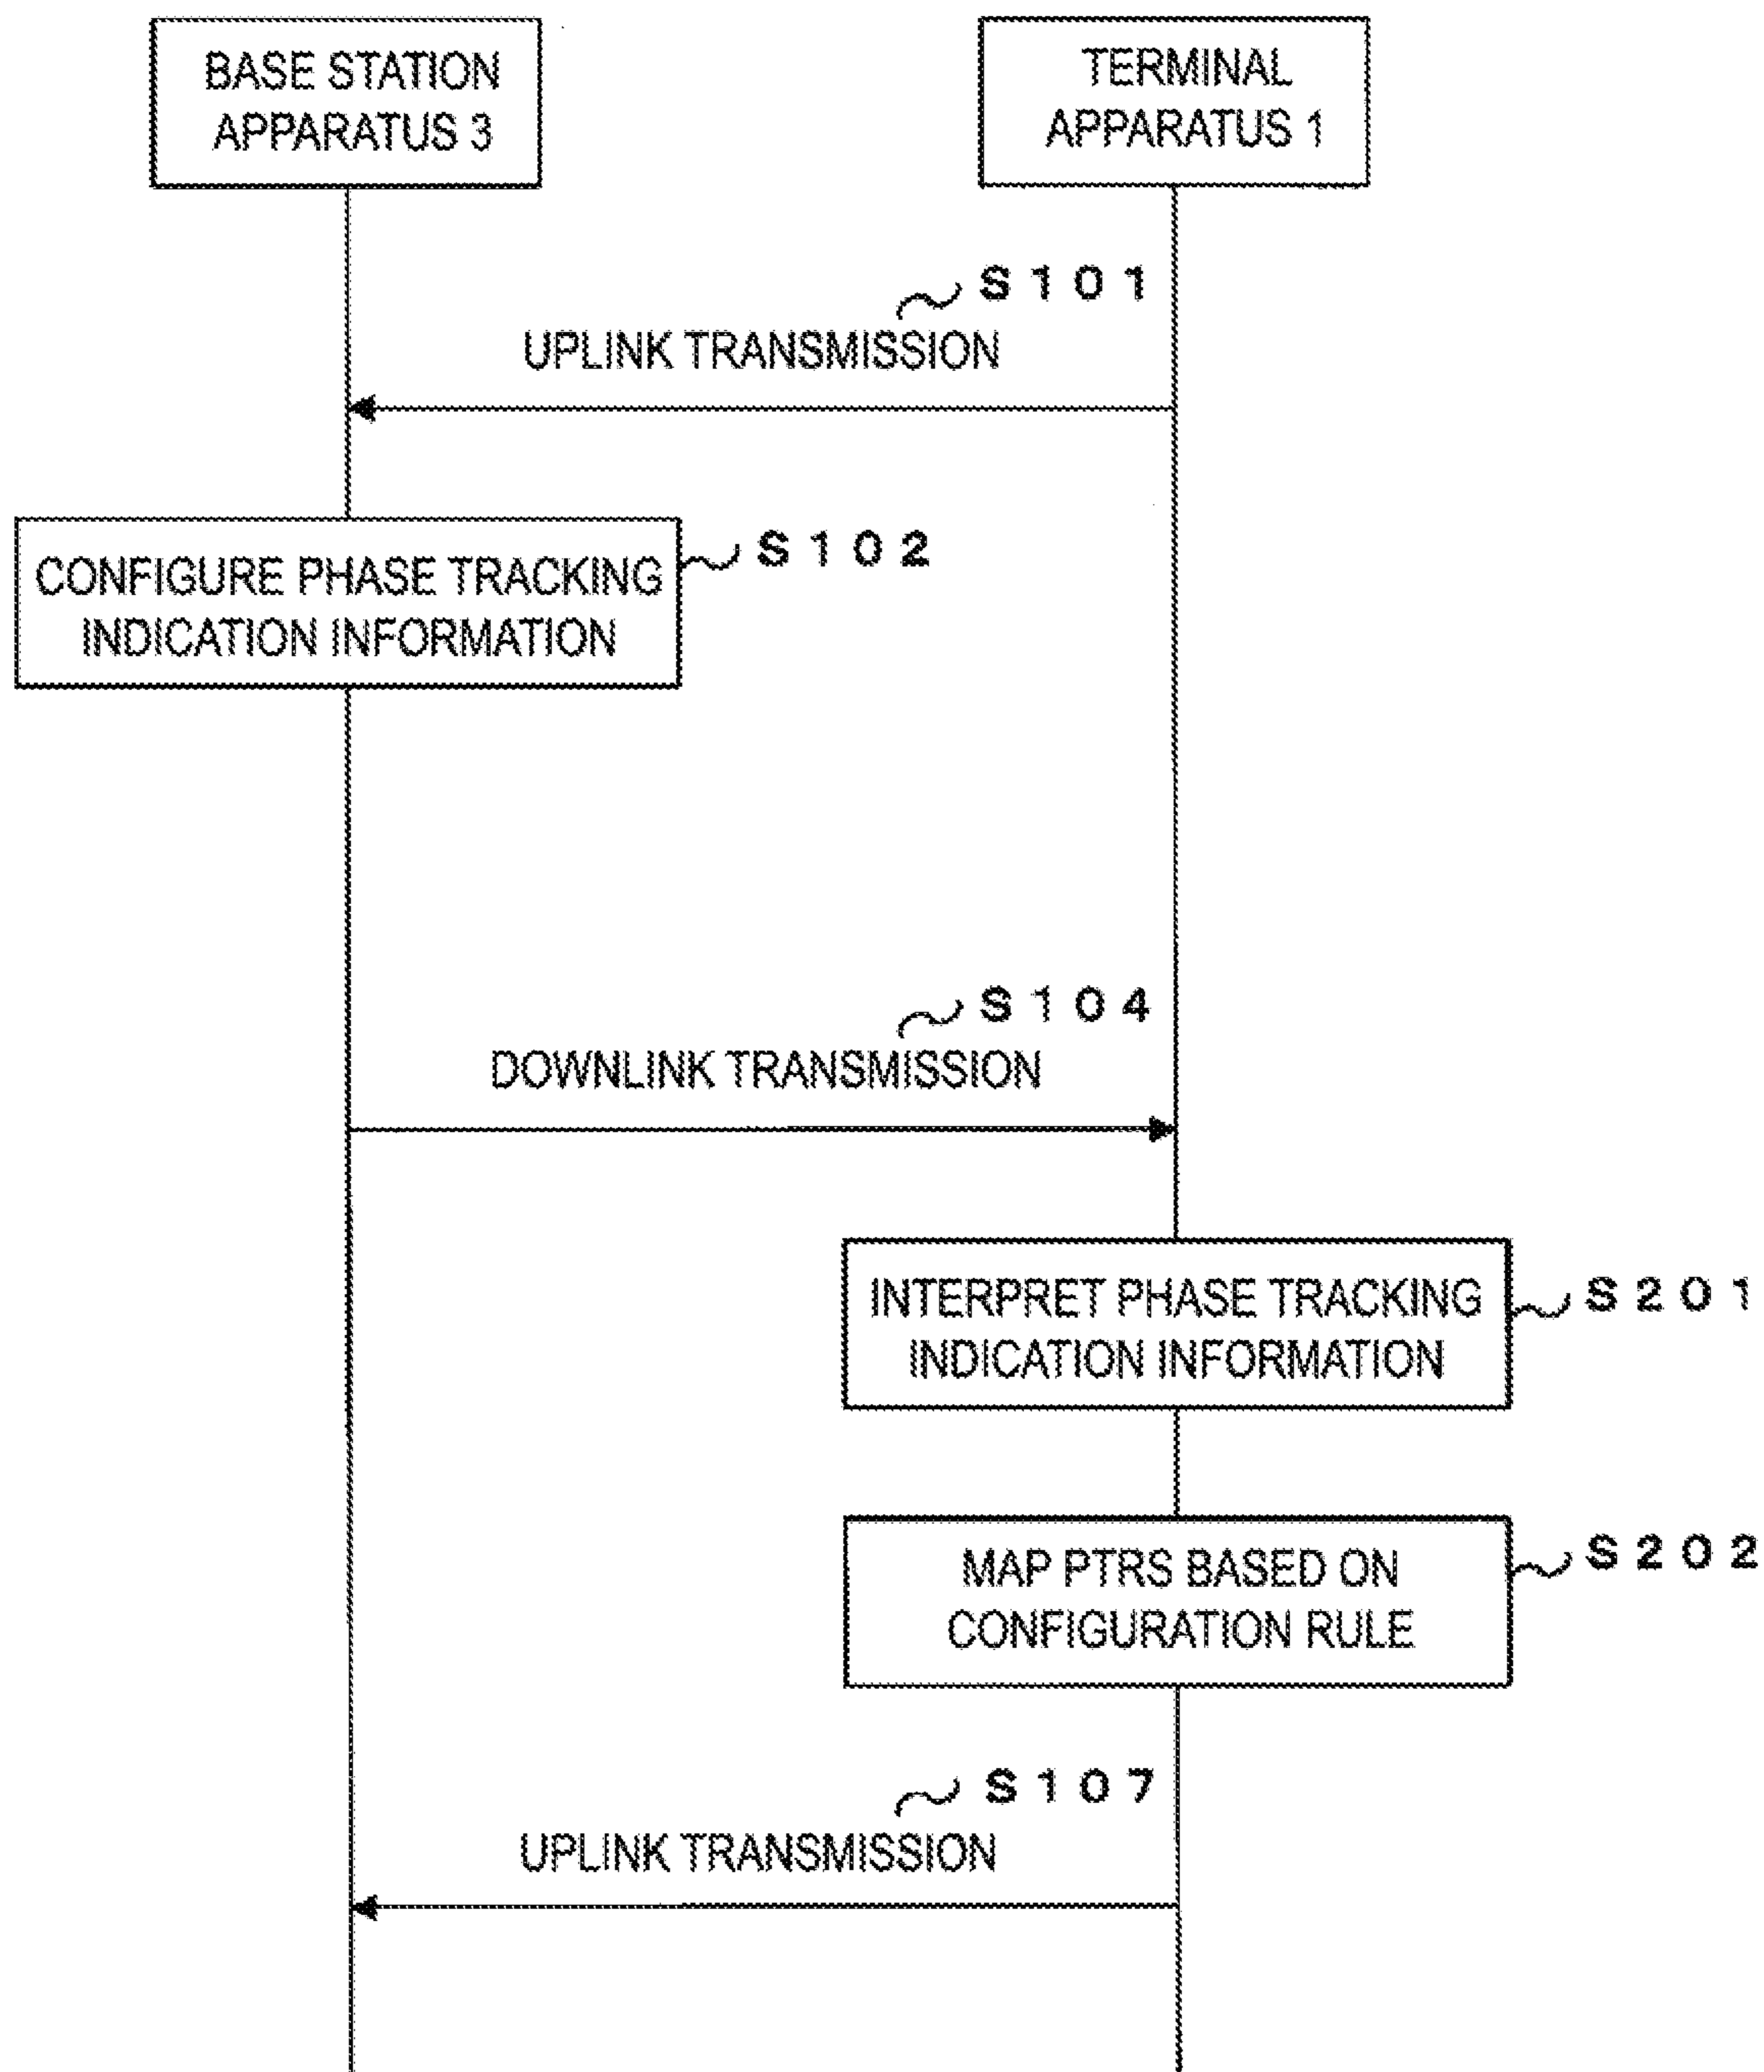 BASE STATION
APPARATUS 3
TERMINAL
APPARATUS 1
S101
UPLINK TRANSMISSION
S102
CONFIGURE PHASE TRACKING
INDICATION INFORMATION
S104
DOWNLINK TRANSMISSION
INTERPRET PHASE TRACKING
INDICATION INFORMATION
S201
MAP PTRS BASED ON
CONFIGURATION RULE
S202
S107
UPLINK TRANSMISSION